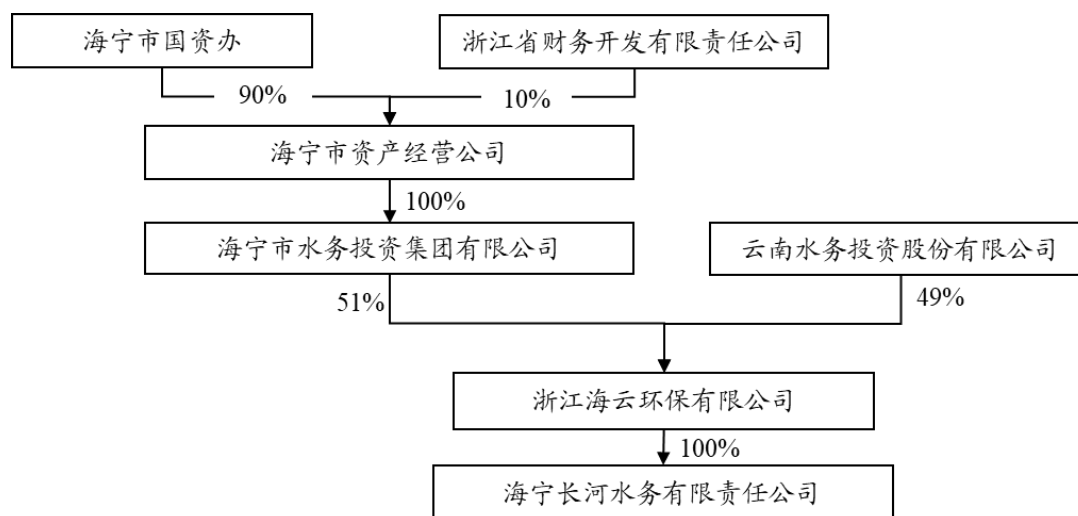 海宁市国资办
浙江省财务开发有限责任公司
90%
10%
海宁市资产经营公司
100%
海宁市水务投资集团有限公司
云南水务投资股份有限公司
51%
49%
浙江海云环保有限公司
100%
海宁长河水务有限责任公司